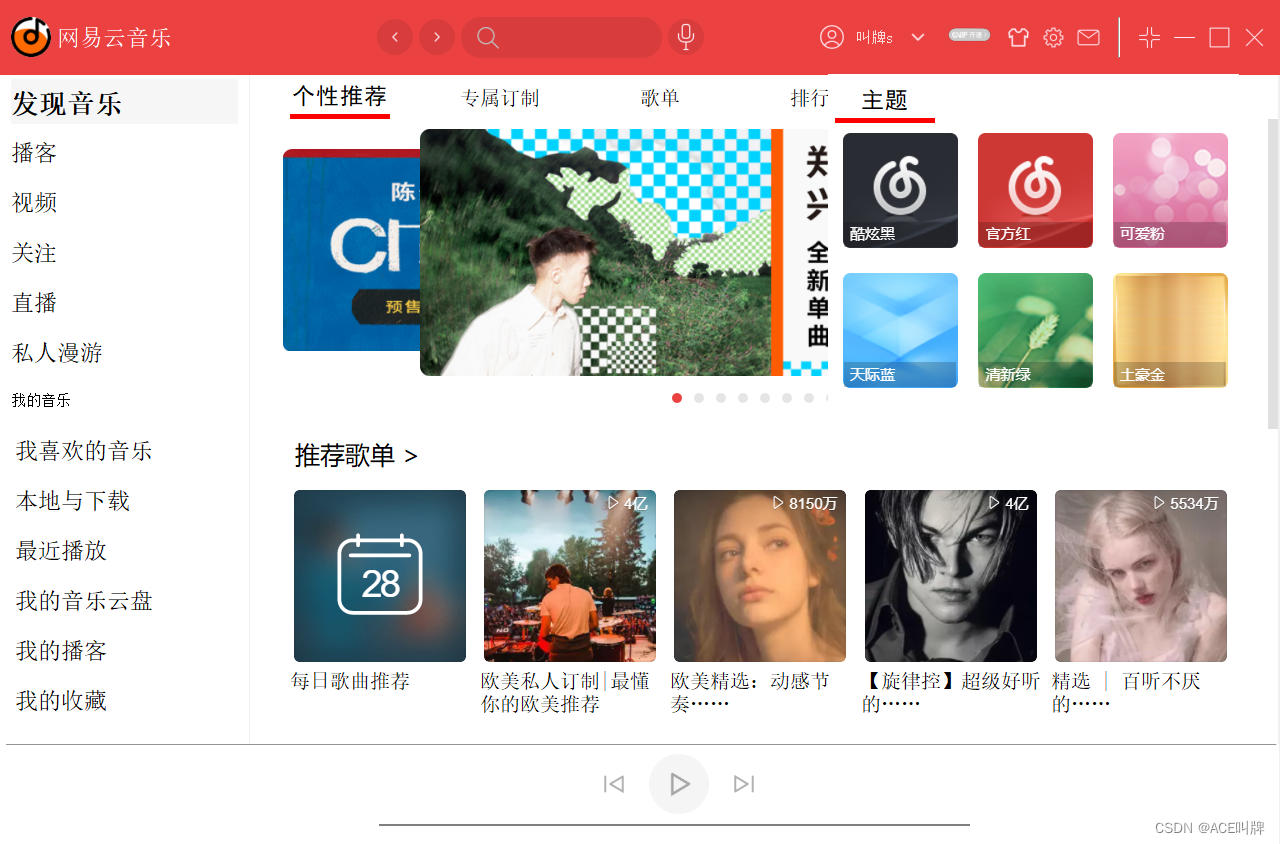 网易云音乐
叫牌s
发现音乐
播客
视频
关注
直播
私人漫游
我的音乐
我喜欢的音乐
本地与下载
最近播放
我的音乐云盘
我的播客
我的收藏
个性推荐
专属订制
歌单
排行
主题
陈
CIT
预售
关
兴
全新单曲
酷炫黑
官方红
可爱粉
天际蓝
清新绿
土豪金
推荐歌单 >
28
4亿
8150万
4亿
5534万
每日歌曲推荐
欧美私人订制|最懂
你的欧美推荐
欧美精选：动感节
奏……
【旋律控】超级好听
的……
精选 | 百听不厌
的……
CSDN @ACE叫牌